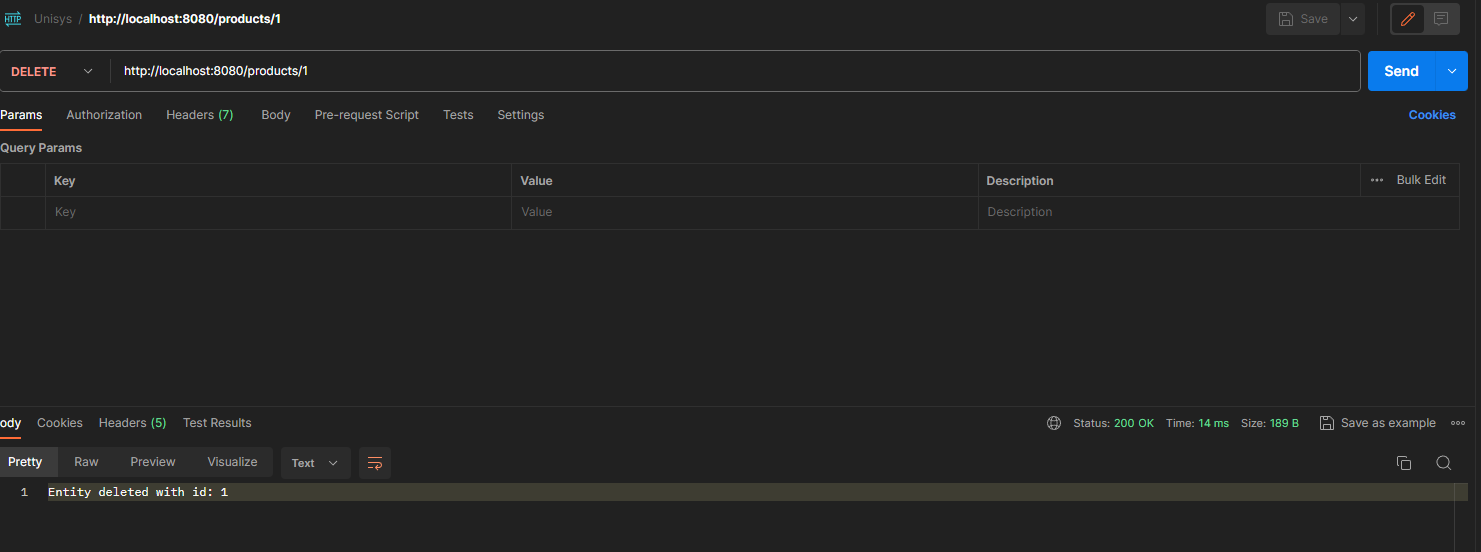 HTTP Unisys / http://localhost:8080/products/1 Save
DELETE http://localhost:8080/products/1 Send
Params Authorization Headers (7) Body Pre-request Script Tests Settings Cookies
Query Params
Key Value Description ••• Bulk Edit
Key Value Description
ody Cookies Headers (5) Test Results Status: 200 OK Time: 14 ms Size: 189 B Save as example
Pretty Raw Preview Visualize Text
1 Entity deleted with id: 1